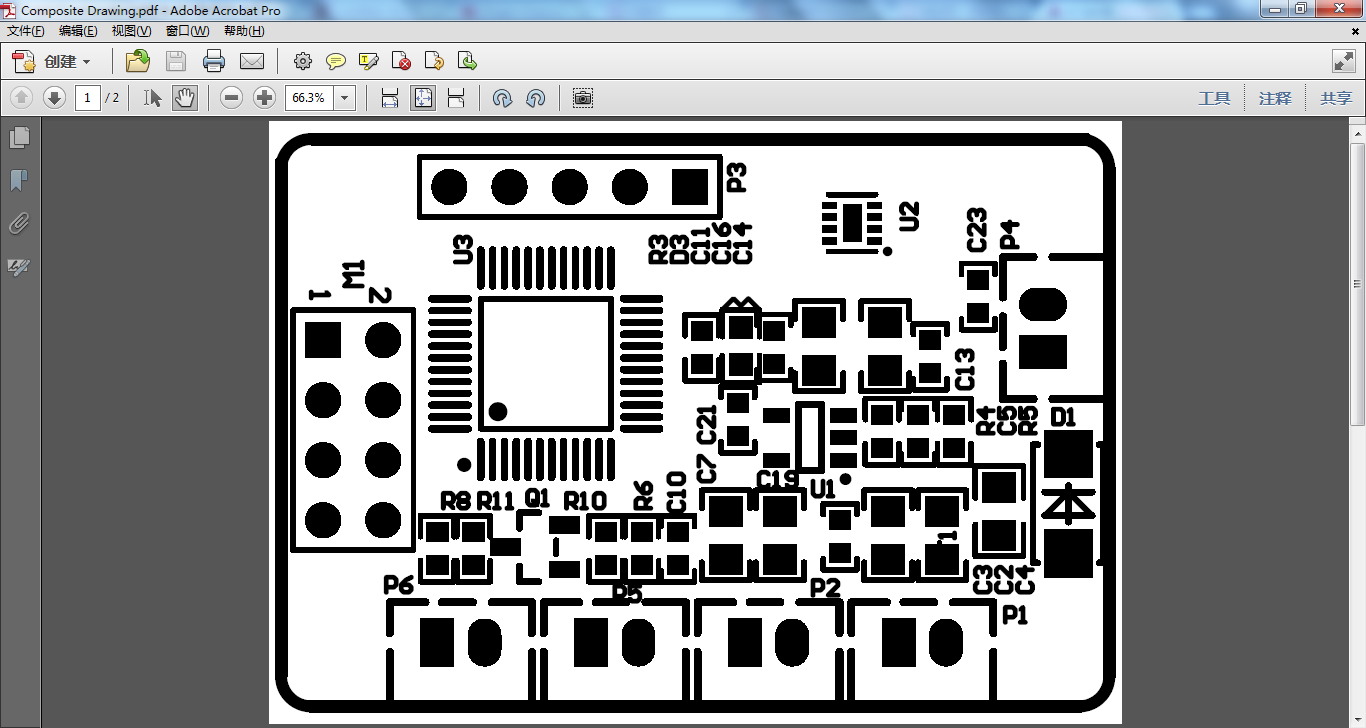 Composite Drawing.pdf - Adobe Acrobat Pro
文件(F) 编辑(E) 视图(V) 窗口(W) 帮助(H)
创建
1 / 2 66.3% 工具 注释 共享
P3
U2
C23
P4
U3
R3
D3
C11
C16
C14
M1
1
2
C13
C21
R4
C5
R5
D1
C7
C19
U1
R8 R11 Q1 R10 R6 C10
C3
C2
C4
P6
P5
P2
P1